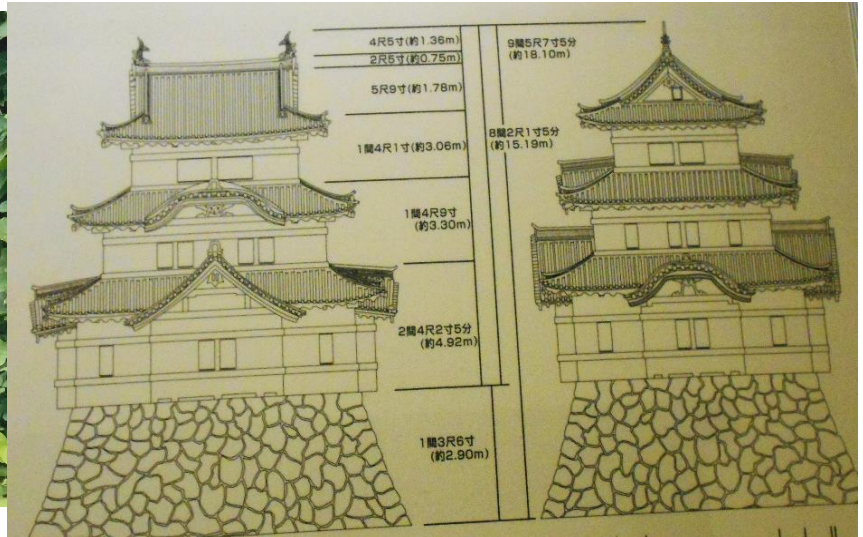 4尺5寸(約1.36m)
2尺5寸(約0.75m)
5尺9寸(約1.78m)
1間4尺1寸(約3.06m)
1間4尺9寸
(約3.30m)
2間4尺2寸5分
(約4.92m)
1間3尺6寸
(約2.90m)
8間2尺1寸5分
(約15.19m)
9間5尺7寸5分
(約18.10m)